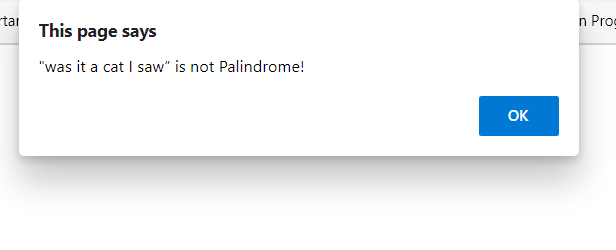 This page says
"was it a cat I saw" is not Palindrome!
OK